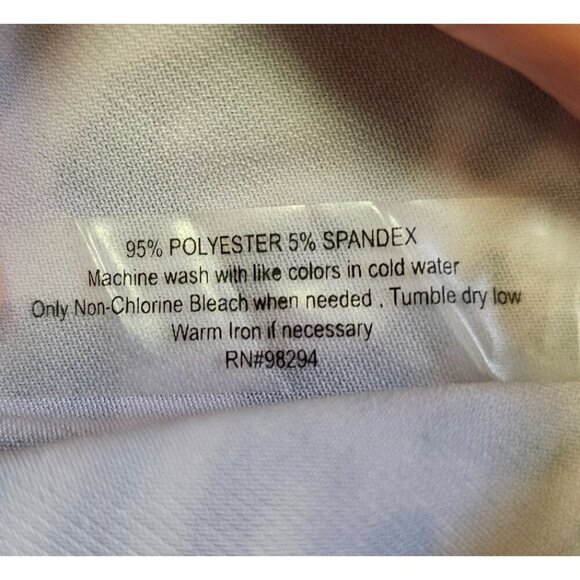 95% POLYESTER 5% SPANDEX
Machine wash with like colors in cold water
Only Non-Chlorine Bleach when needed . Tumble dry low
Warm Iron if necessary
RN#98294